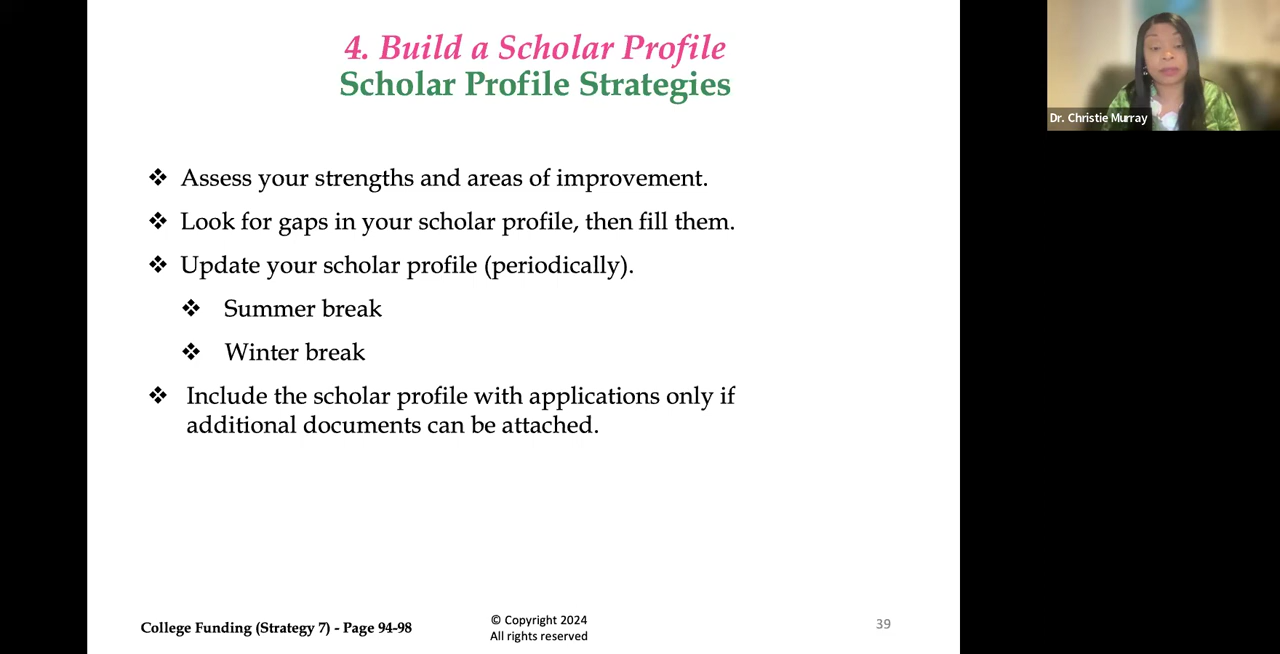 4. Build a Scholar Profile
Scholar Profile Strategies
Dr. Christie Murray
❖ Assess your strengths and areas of improvement.
❖ Look for gaps in your scholar profile, then fill them.
❖ Update your scholar profile (periodically).
❖ Summer break
❖ Winter break
❖ Include the scholar profile with applications only if
additional documents can be attached.
College Funding (Strategy 7) - Page 94-98
© Copyright 2024
All rights reserved
39